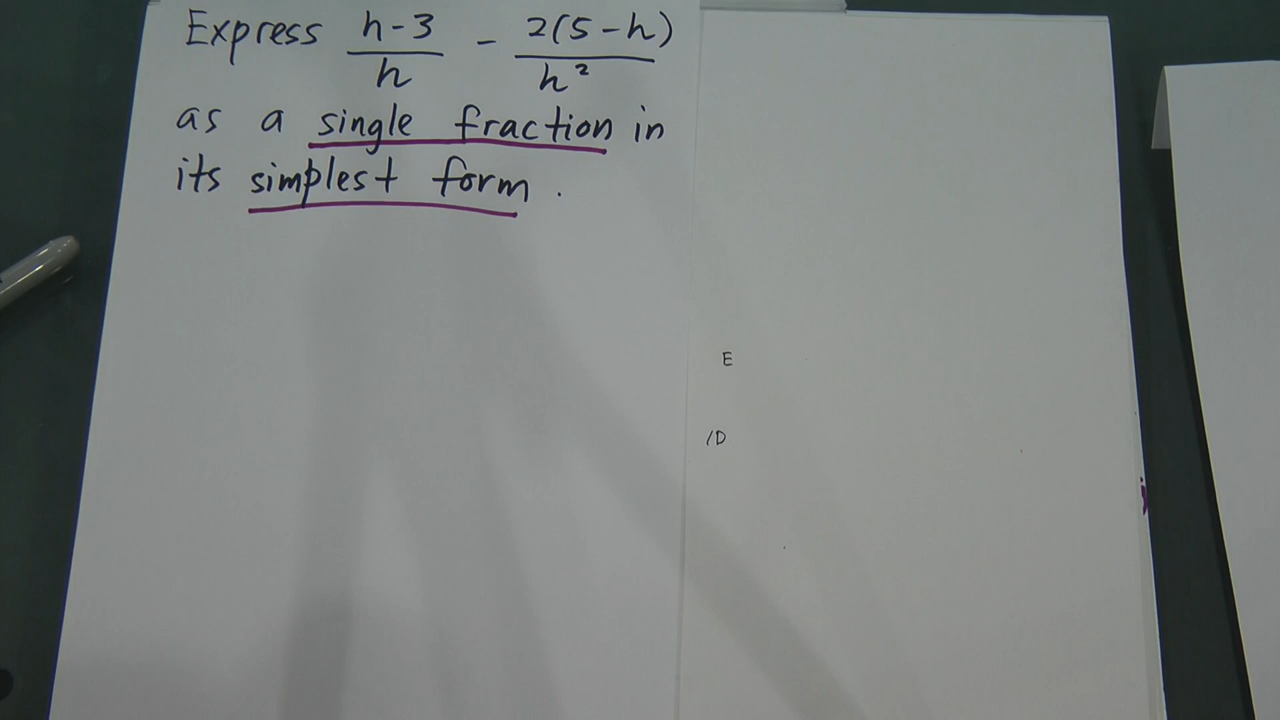 Express h-3/h - 2(5-h)/h²
as a single fraction in
its simplest form.
E
/D